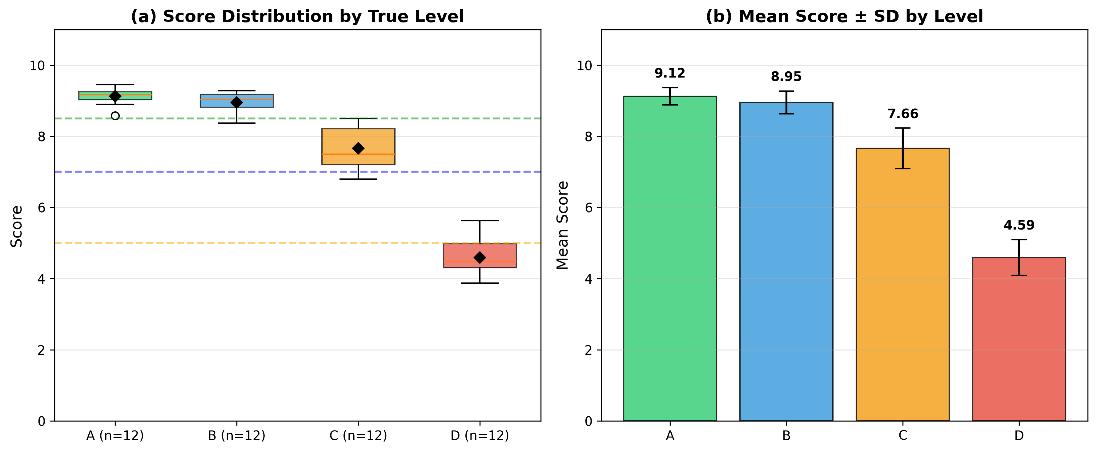 (a) Score Distribution by True Level
Score
10
8
6
4
2
0
A (n=12)
B (n=12)
C (n=12)
D (n=12)
(b) Mean Score ± SD by Level
Mean Score
10
8
6
4
2
0
9.12
8.95
7.66
4.59
A
B
C
D